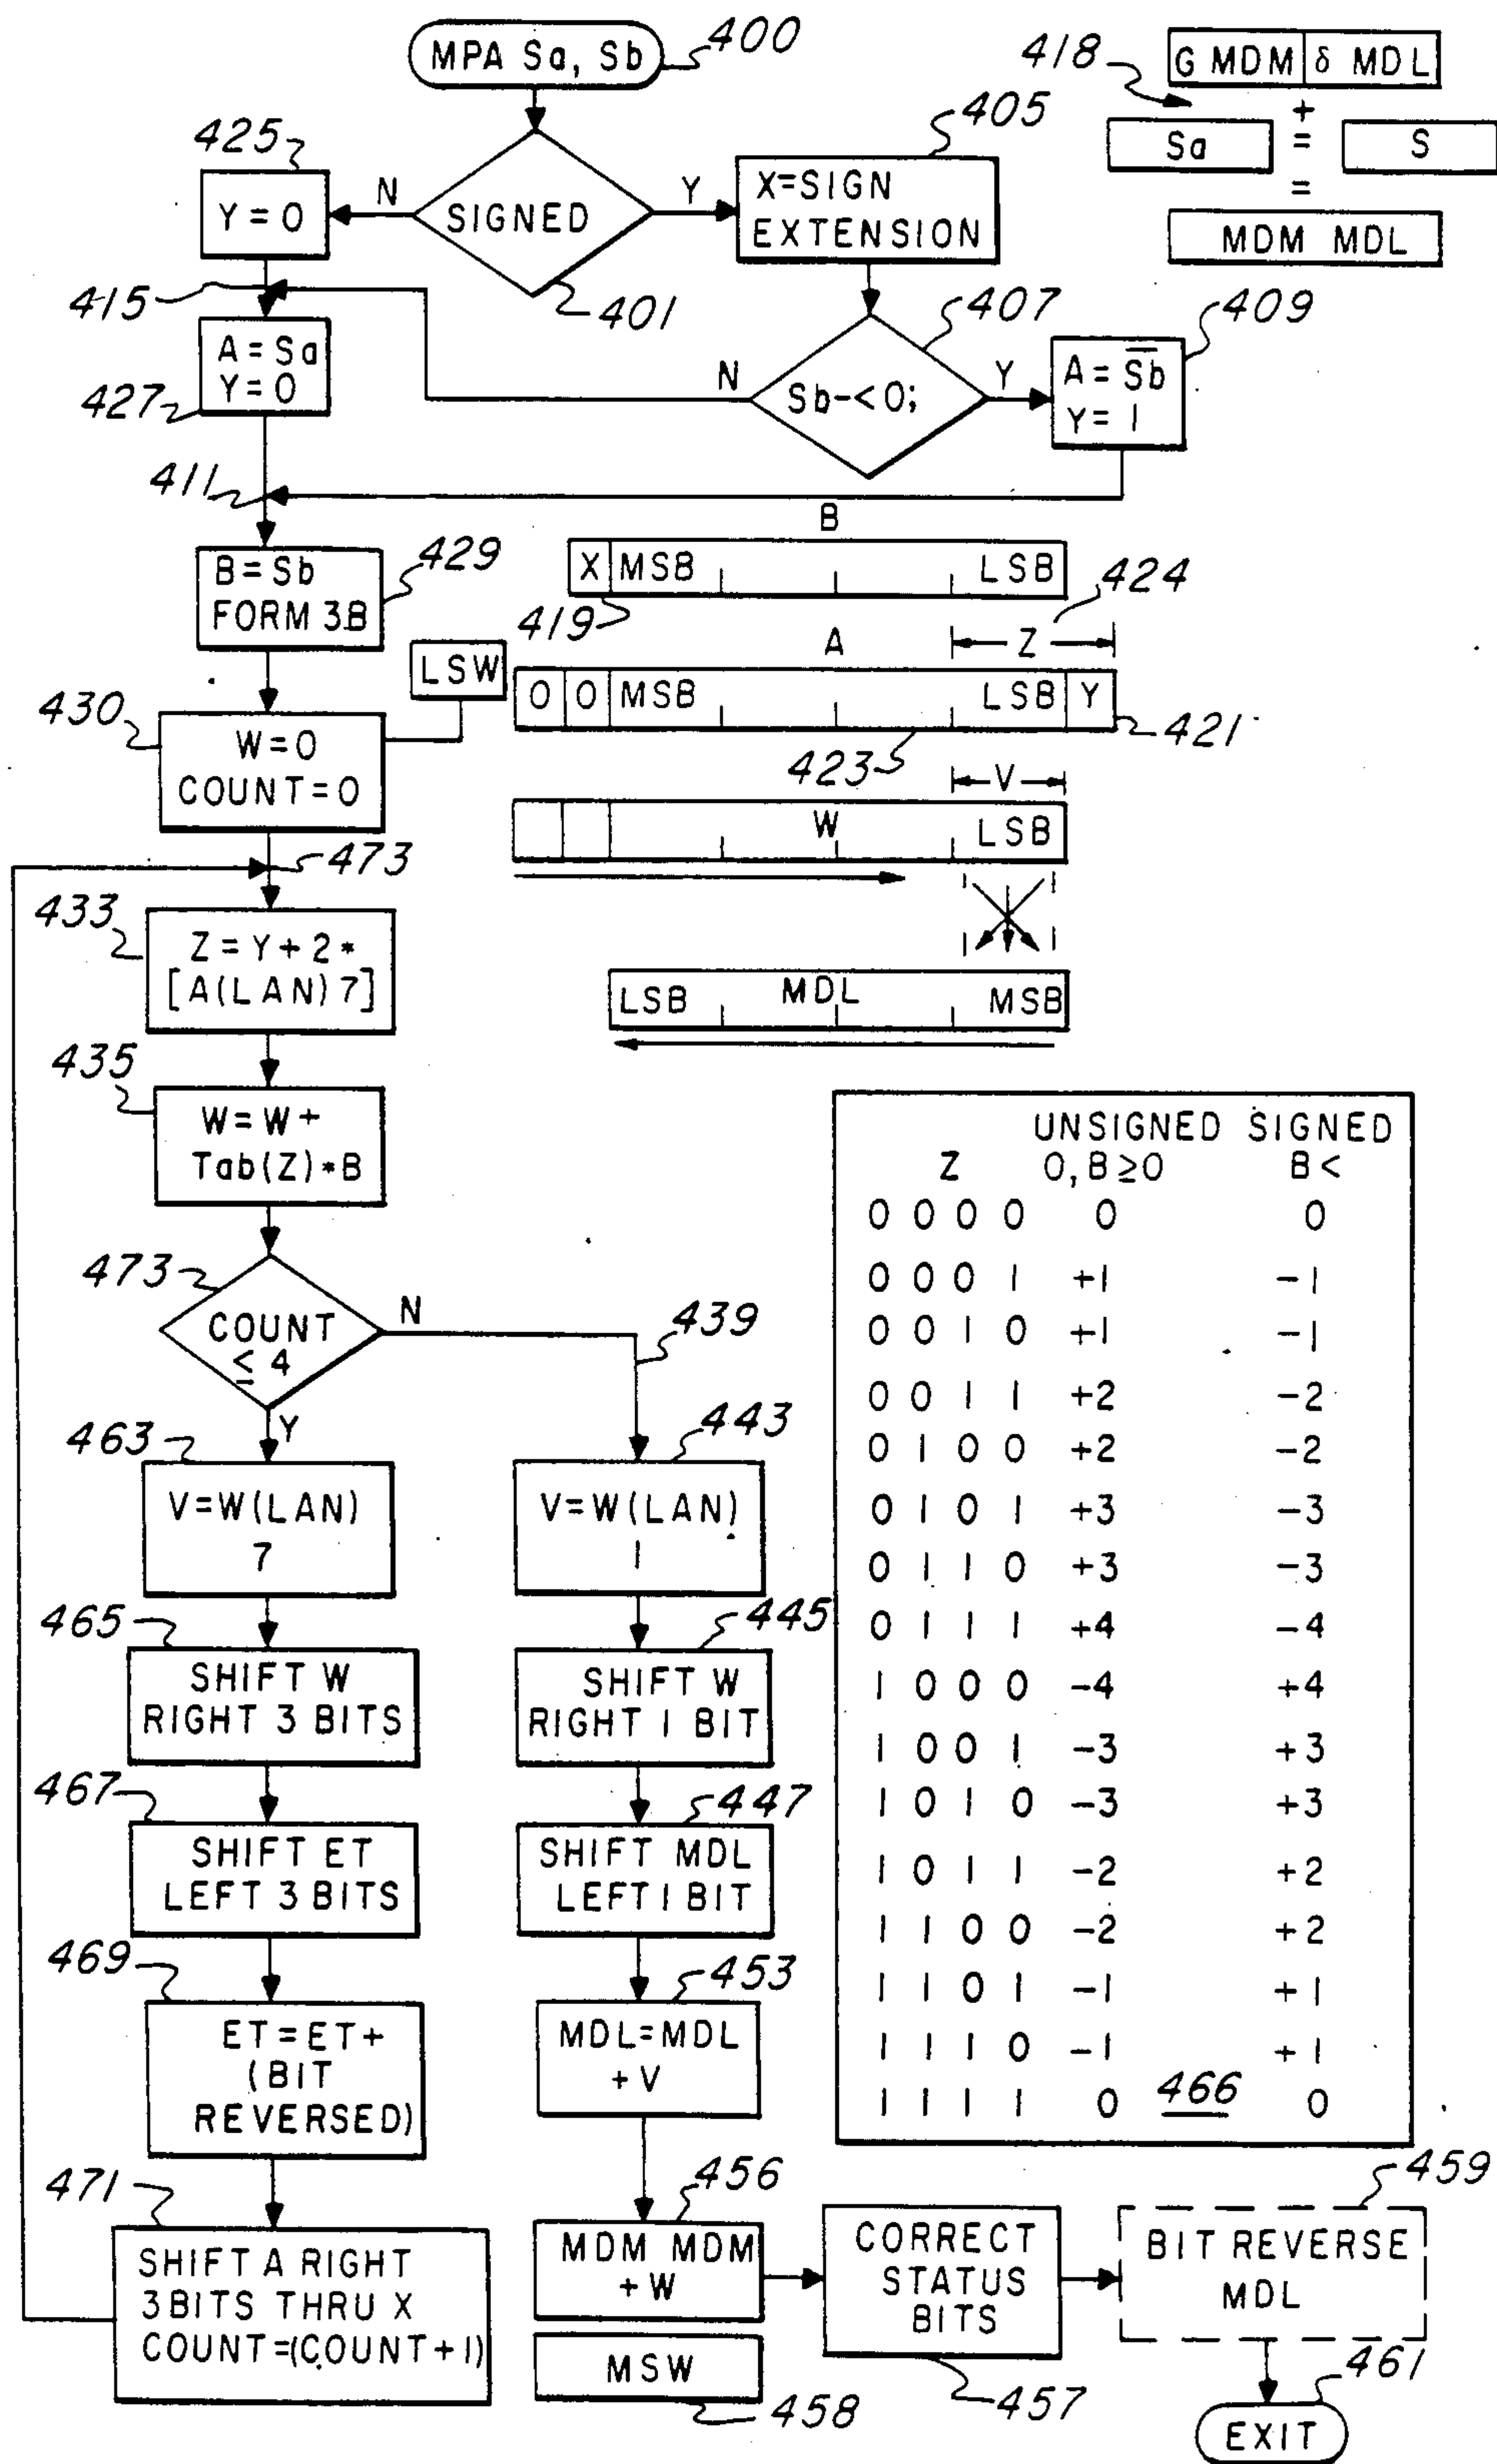 MPA Sa, Sb
400
418
G MDM δ MDL
+
Sa
=
S
=
MDM MDL
425
Y = 0
N
SIGNED
401
Y
405
X=SIGN
EXTENSION
415
A = Sa
Y = 0
427
N
Sb-<0;
407
Y
409
A = S̅b̅
Y = 1
411
B = Sb
FORM 3.B
429
B
X MSB LSB
419
424
A
Z
0 0 MSB LSB Y
421
423
LSW
430
W = 0
COUNT = 0
V
W LSB
473
LSB MDL MSB
433
Z = Y + 2 *
[A(LAN) 7]
435
W = W +
Tab(Z) * B
473
COUNT
≤ 4
N
439
Y
463
V=W(LAN)
7
443
V=W(LAN)
1
465
SHIFT W
RIGHT 3 BITS
445
SHIFT W
RIGHT 1 BIT
467
SHIFT ET
LEFT 3 BITS
447
SHIFT MDL
LEFT 1 BIT
469
ET = ET +
(BIT
REVERSED)
453
MDL=MDL
+ V
471
SHIFT A RIGHT
3 BITS THRU X
COUNT=(COUNT+1)
456
MDM MDM
+ W
MSW
458
CORRECT
STATUS
BITS
457
459
BIT REVERSE
MDL
461
EXIT
UNSIGNED SIGNED
Z 0, B ≥ 0 B <
0 0 0 0 0 0
0 0 0 1 +1 -1
0 0 1 0 +1 -1
0 0 1 1 +2 -2
0 1 0 0 +2 -2
0 1 0 1 +3 -3
0 1 1 0 +3 -3
0 1 1 1 +4 -4
1 0 0 0 -4 +4
1 0 0 1 -3 +3
1 0 1 0 -3 +3
1 0 1 1 -2 +2
1 1 0 0 -2 +2
1 1 0 1 -1 +1
1 1 1 0 -1 +1
1 1 1 1 0 466 0